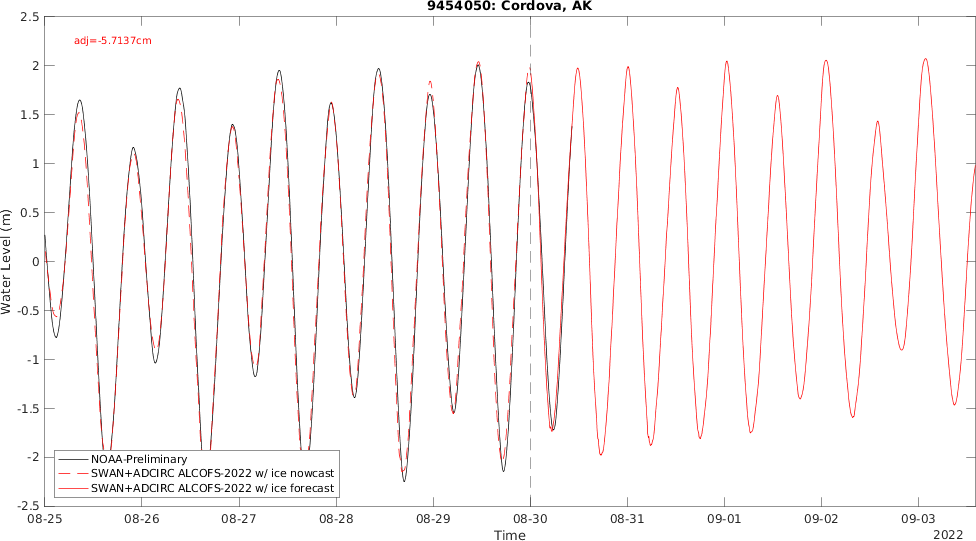 9454050: Cordova, AK
adj=-5.7137cm
2.5
2
1.5
1
0.5
0
-0.5
-1
-1.5
-2
-2.5
Water Level (m)
NOAA-Preliminary
SWAN+ADCIRC ALCOFS-2022 w/ ice nowcast
SWAN+ADCIRC ALCOFS-2022 w/ ice forecast
08-25 08-26 08-27 08-28 08-29 08-30 08-31 09-01 09-02 09-03
Time
2022